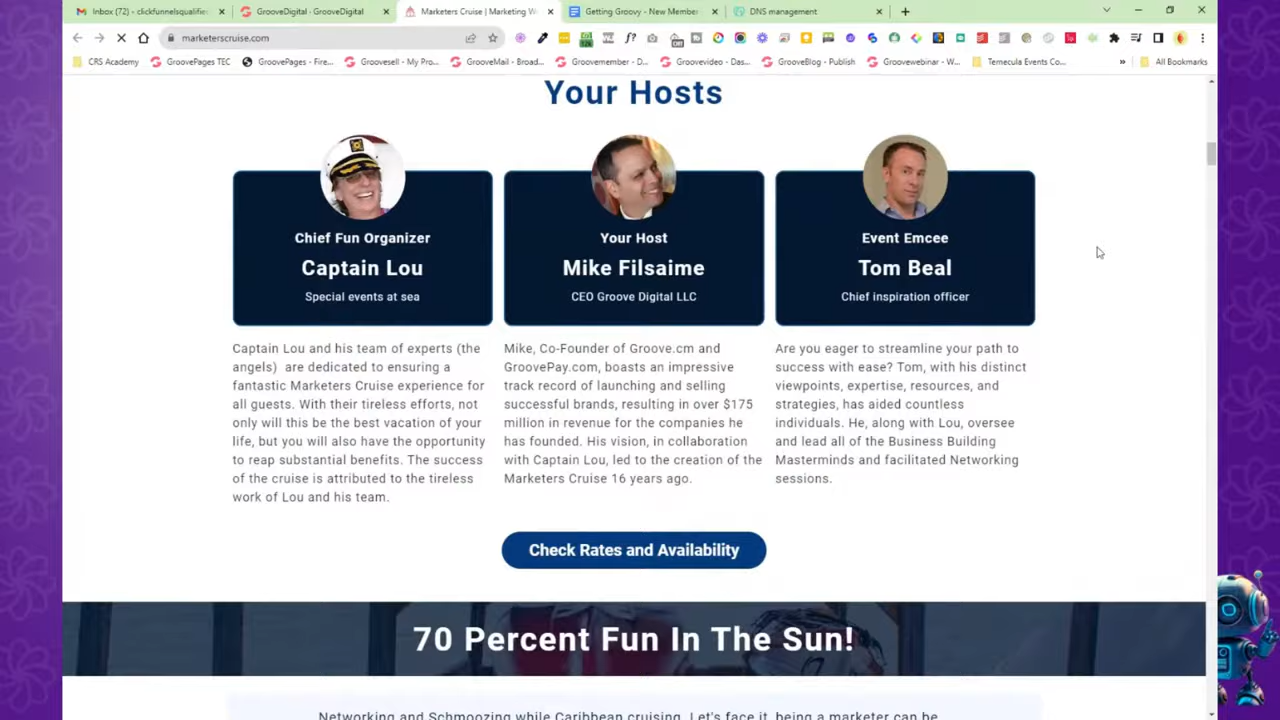 Inbox (72) - clickfunnelsqualifie
GrooveDigital - GrooveDigital
Marketers Cruise | Marketing W
Getting Groovy - New Member
DNS management
marketerscruise.com
CRS Academy
GroovePages TEC
GroovePages - Fire...
Groovesell - My Pro...
GrooveMail - Broad...
Groovemember - D...
Groovevideo - Das...
GrooveBlog - Publish
Groovewebinar - W...
Temecula Events Co...
»
All Bookmarks
Your Hosts
Chief Fun Organizer
Captain Lou
Special events at sea
Your Host
Mike Filsaime
CEO Groove Digital LLC
Event Emcee
Tom Beal
Chief inspiration officer
Captain Lou and his team of experts (the
angels) are dedicated to ensuring a
fantastic Marketers Cruise experience for
all guests. With their tireless efforts, not
only will this be the best vacation of your
life, but you will also have the opportunity
to reap substantial benefits. The success
of the cruise is attributed to the tireless
work of Lou and his team.
Mike, Co-Founder of Groove.cm and
GroovePay.com, boasts an impressive
track record of launching and selling
successful brands, resulting in over $175
million in revenue for the companies he
has founded. His vision, in collaboration
with Captain Lou, led to the creation of the
Marketers Cruise 16 years ago.
Are you eager to streamline your path to
success with ease? Tom, with his distinct
viewpoints, expertise, resources, and
strategies, has aided countless
individuals. He, along with Lou, oversee
and lead all of the Business Building
Masterminds and facilitated Networking
sessions.
Check Rates and Availability
70 Percent Fun In The Sun!
Networking and Schmoozing while Caribbean cruising. Let's face it, being a marketer can be